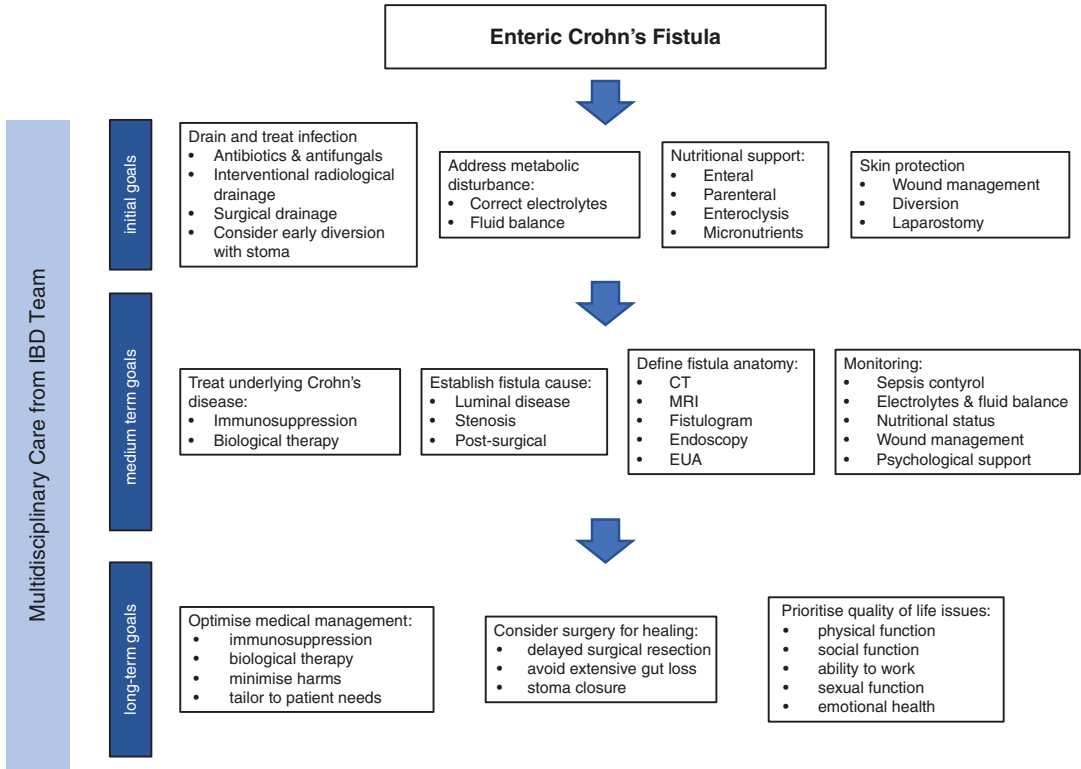 Enteric Crohn's Fistula
Multidisciplinary Care from IBD Team
initial goals
Drain and treat infection
• Antibiotics & antifungals
• Interventional radiological
drainage
• Surgical drainage
• Consider early diversion
with stoma
Address metabolic
disturbance:
• Correct electrolytes
• Fluid balance
Nutritional support:
• Enteral
• Parenteral
• Enteroclysis
• Micronutrients
Skin protection
• Wound management
• Diversion
• Laparostomy
medium term goals
Treat underlying Crohn's
disease:
• Immunosuppression
• Biological therapy
Establish fistula cause:
• Luminal disease
• Stenosis
• Post-surgical
Define fistula anatomy:
• CT
• MRI
• Fistulogram
• Endoscopy
• EUA
Monitoring:
• Sepsis contyrol
• Electrolytes & fluid balance
• Nutritional status
• Wound management
• Psychological support
long-term goals
Optimise medical management:
• immunosuppression
• biological therapy
• minimise harms
• tailor to patient needs
Consider surgery for healing:
• delayed surgical resection
• avoid extensive gut loss
• stoma closure
Prioritise quality of life issues:
• physical function
• social function
• ability to work
• sexual function
• emotional health